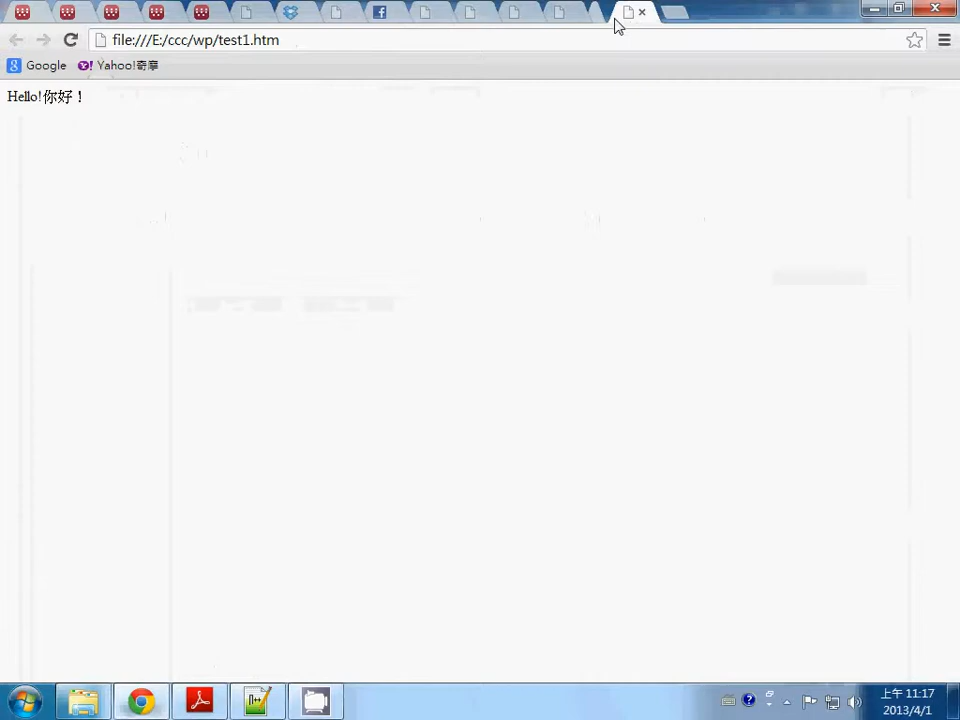 file:///E:/ccc/wp/test1.htm
Google Yahoo!奇摩
Hello!你好！
上午 11:17
2013/4/1